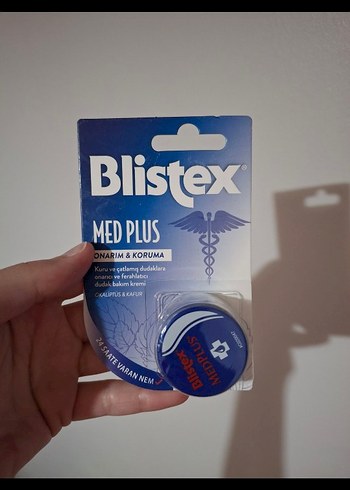 Blistex®
MED PLUS
ONARIM & KORUMA
Kuru ve çatlamış dudaklara
onarıcı ve ferahlatıcı
dudak bakım kremi
OKALİPTUS & KAFUR
24 SAATE VARAN NEM
Blistex
MEDPLUS